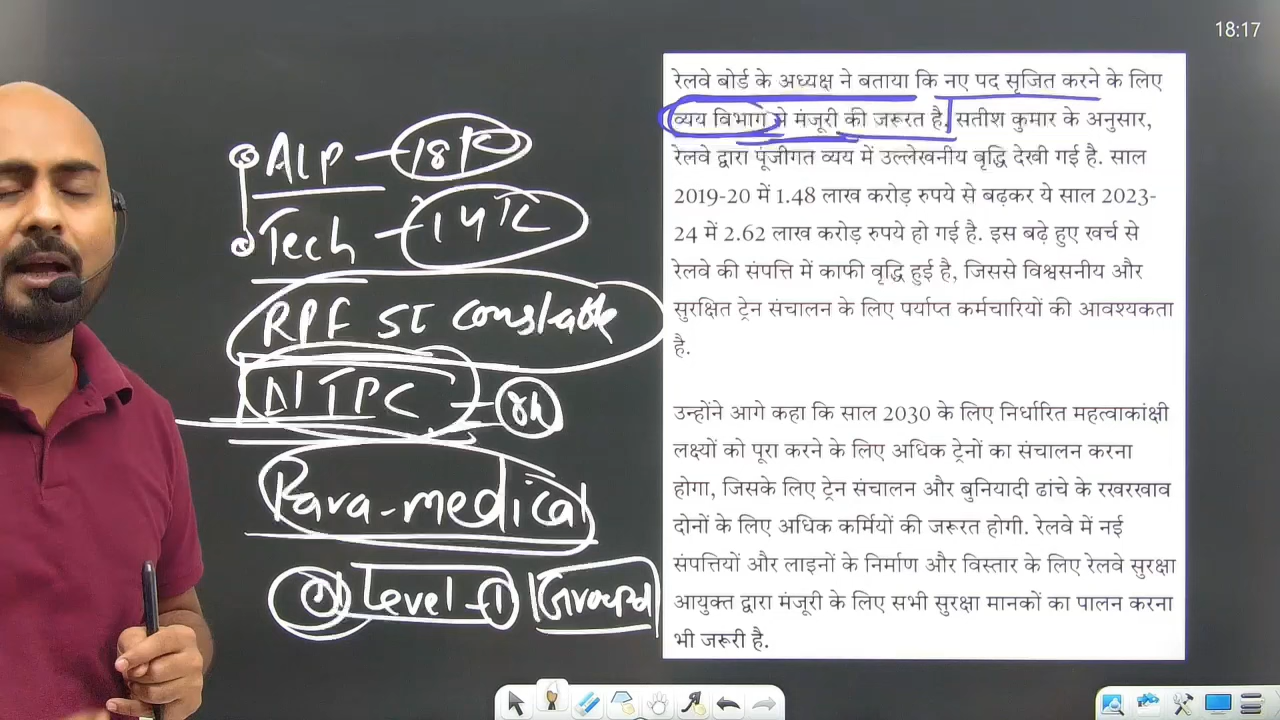 18:17
ALP - 18K
Tech - 14K
RPF SI Constable
NTPC -
Para-medical
Level -1 Group d
रेलवे बोर्ड के अध्यक्ष ने बताया कि नए पद सृजित करने के लिए
व्यय विभाग से मंजूरी की जरूरत है. सतीश कुमार के अनुसार,
रेलवे द्वारा पूंजीगत व्यय में उल्लेखनीय वृद्धि देखी गई है. साल
2019-20 में 1.48 लाख करोड़ रुपये से बढ़कर ये साल 2023-
24 में 2.62 लाख करोड़ रुपये हो गई है. इस बढ़े हुए खर्च से
रेलवे की संपत्ति में काफी वृद्धि हुई है, जिससे विश्वसनीय और
सुरक्षित ट्रेन संचालन के लिए पर्याप्त कर्मचारियों की आवश्यकता
है.
उन्होंने आगे कहा कि साल 2030 के लिए निर्धारित महत्वाकांक्षी
लक्ष्यों को पूरा करने के लिए अधिक ट्रेनों का संचालन करना
होगा, जिसके लिए ट्रेन संचालन और बुनियादी ढांचे के रखरखाव
दोनों के लिए अधिक कर्मियों की जरूरत होगी. रेलवे में नई
संपत्तियों और लाइनों के निर्माण और विस्तार के लिए रेलवे सुरक्षा
आयुक्त द्वारा मंजूरी के लिए सभी सुरक्षा मानकों का पालन करना
भी जरूरी है.